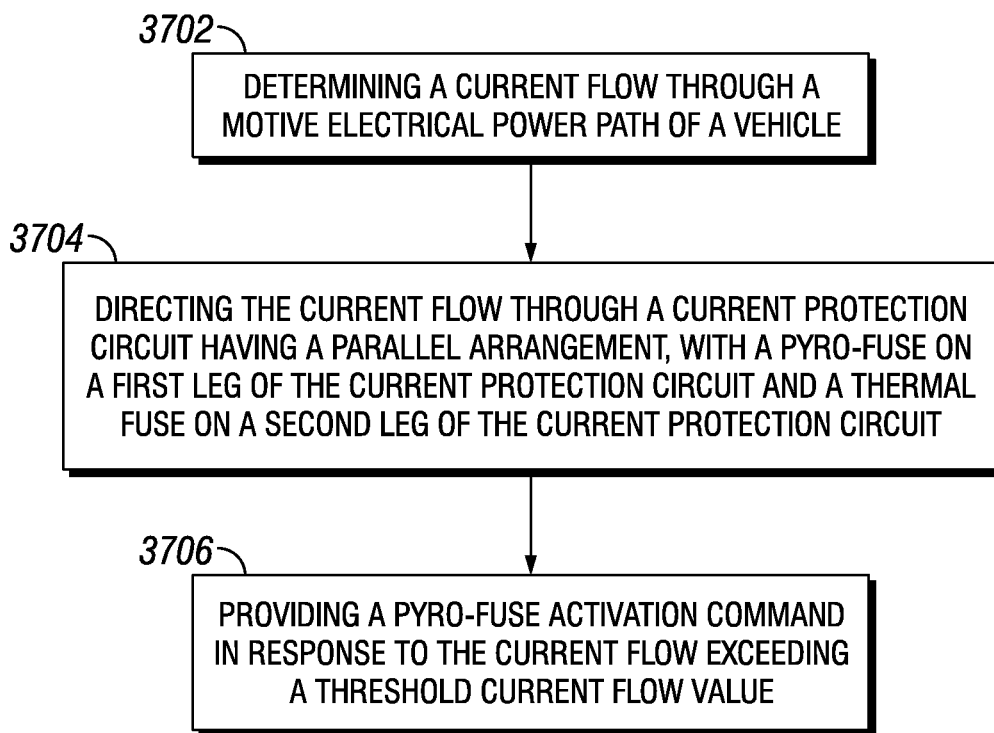 3702
DETERMINING A CURRENT FLOW THROUGH A
MOTIVE ELECTRICAL POWER PATH OF A VEHICLE
3704
DIRECTING THE CURRENT FLOW THROUGH A CURRENT PROTECTION
CIRCUIT HAVING A PARALLEL ARRANGEMENT, WITH A PYRO-FUSE ON
A FIRST LEG OF THE CURRENT PROTECTION CIRCUIT AND A THERMAL
FUSE ON A SECOND LEG OF THE CURRENT PROTECTION CIRCUIT
3706
PROVIDING A PYRO-FUSE ACTIVATION COMMAND
IN RESPONSE TO THE CURRENT FLOW EXCEEDING
A THRESHOLD CURRENT FLOW VALUE